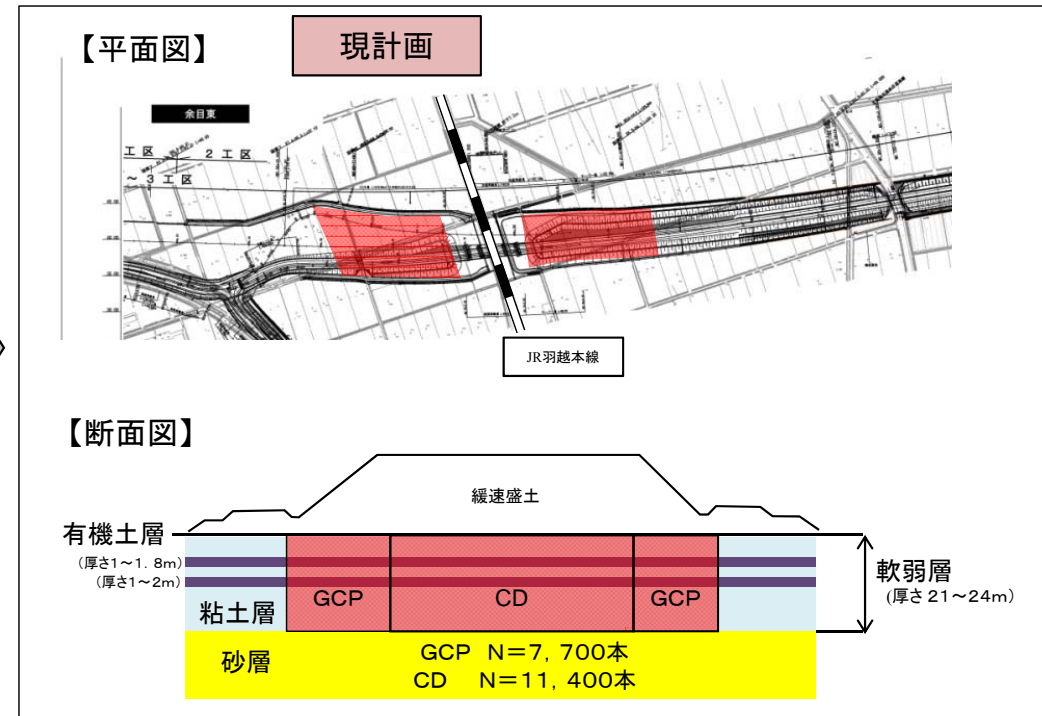 【平面図】
現計画
余目東
工区
2工区
～3工区
JR羽越本線
【断面図】
緩速盛土
有機土層
(厚さ1～1.8m)
(厚さ1～2m)
粘土層
GCP
CD
GCP
軟弱層
(厚さ21～24m)
砂層
GCP N=7,700本
CD N=11,400本